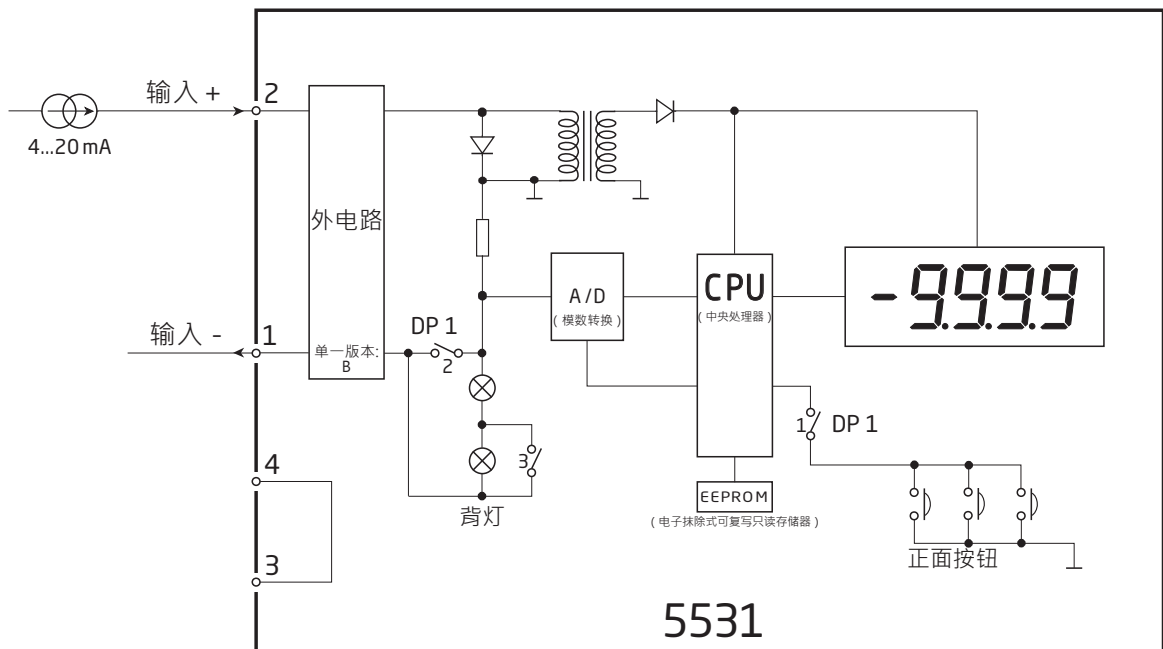 输入 +
2
4...20 mA
外电路
A/D
( 模数转换 )
CPU
( 中央处理器 )
-9.9.9.9
输入 -
1
单一版本:
B
DP 1
2
3
背灯
1
DP 1
EEPROM
( 电子抹除式可复写只读存储器 )
正面按钮
4
3
5531